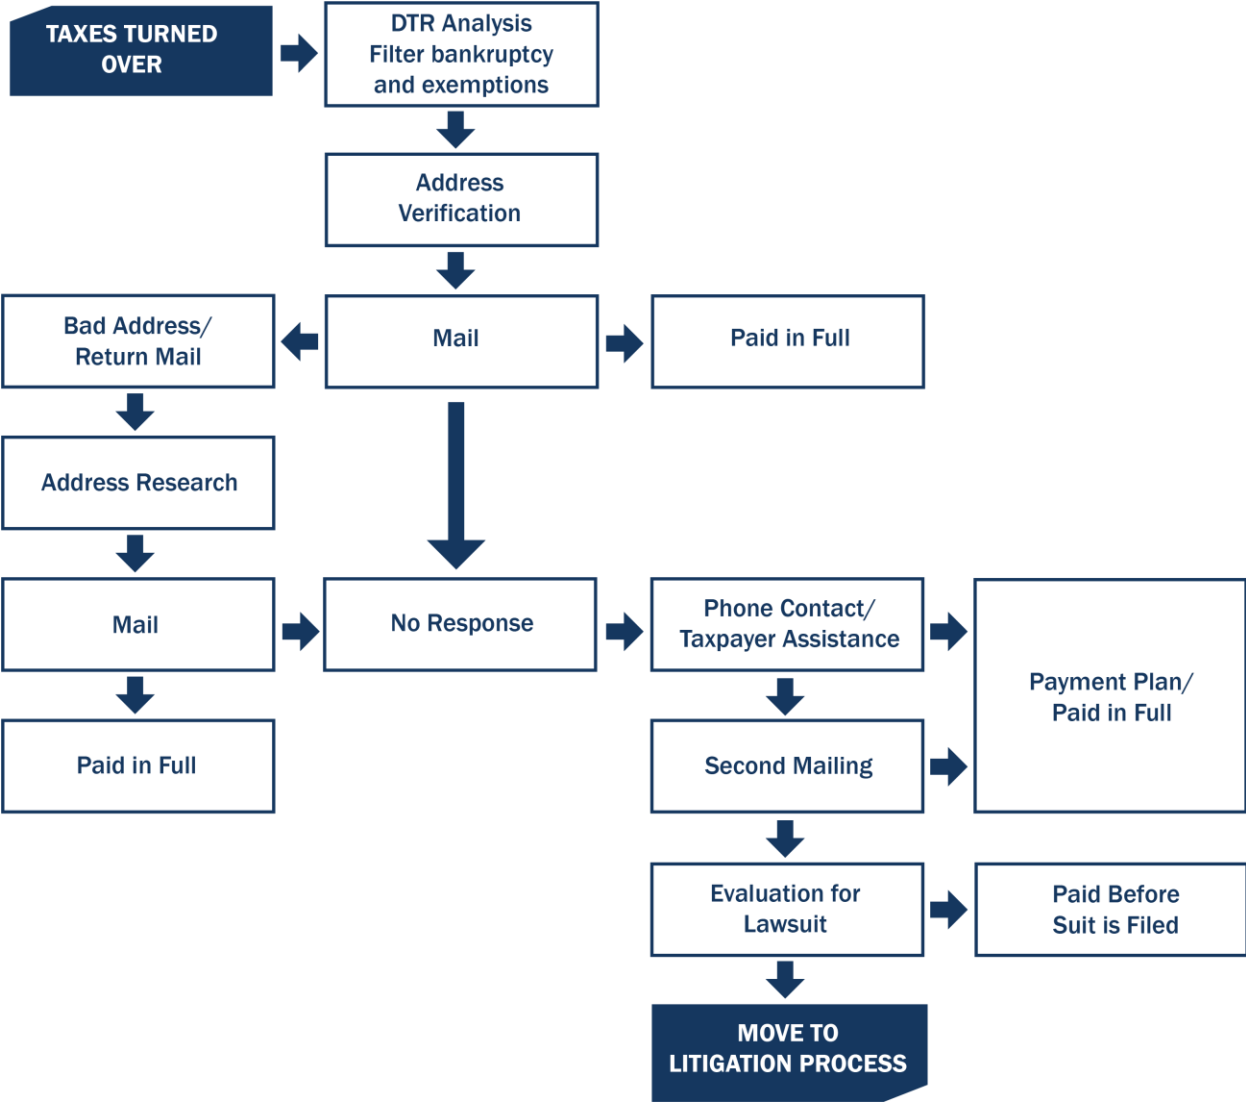 TAXES TURNED
OVER
DTR Analysis
Filter bankruptcy
and exemptions
Address
Verification
Bad Address/
Return Mail
Mail
Paid in Full
Address Research
Mail
No Response
Phone Contact/
Taxpayer Assistance
Payment Plan/
Paid in Full
Paid in Full
Second Mailing
Evaluation for
Lawsuit
Paid Before
Suit is Filed
MOVE TO
LITIGATION PROCESS